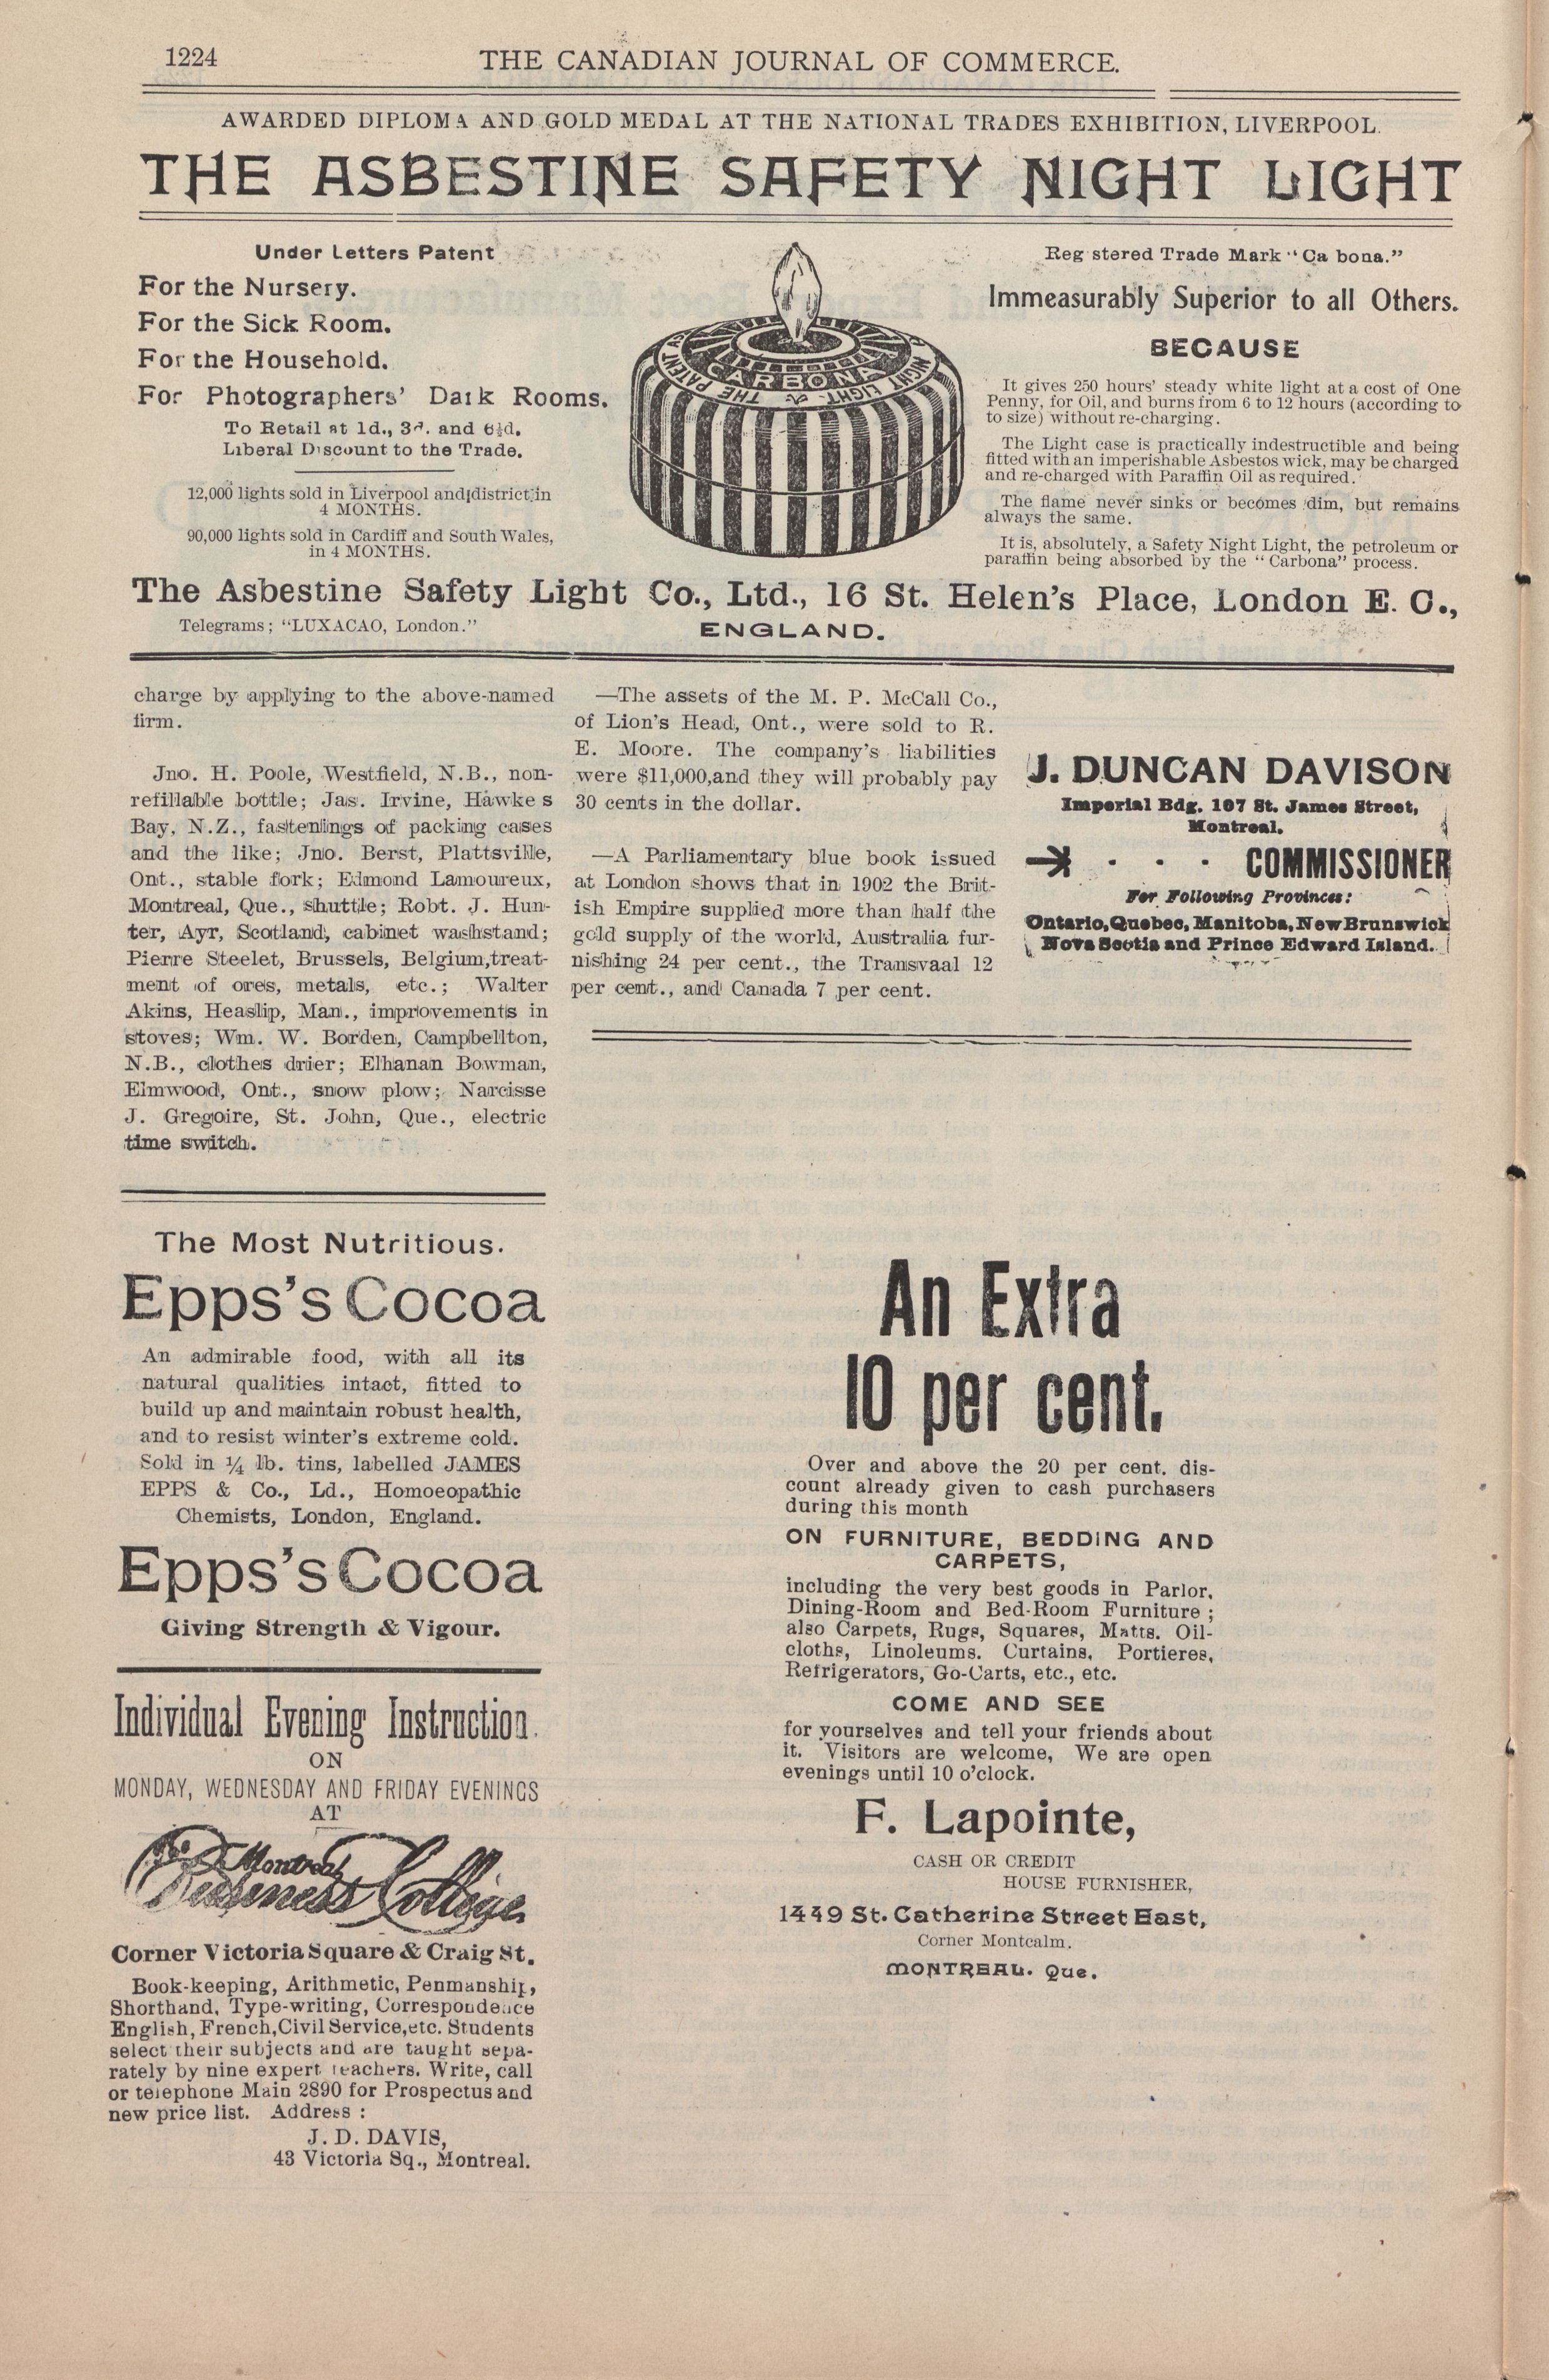 1224
THE CANADIAN JOURNAL OF COMMERCE.
AWARDED DIPLOMA AND GOLD MEDAL AT THE NATIONAL TRADES EXHIBITION, LIVERPOOL.
THE ASBESTINE SAFETY NIGHT LIGHT
Under Letters Patent
For the Nursery.
For the Sick Room.
For the Household.
For Photographers' Dark Rooms.
To Retail at 1d., 3d. and 6½d.
Liberal Discount to the Trade.
12,000 lights sold in Liverpool and district in
4 MONTHS.
90,000 lights sold in Cardiff and South Wales,
in 4 MONTHS.
CARBONA
THE PATENT AS
NIGHT LIGHT
Reg stered Trade Mark "Ca bona."
Immeasurably Superior to all Others.
BECAUSE
It gives 250 hours' steady white light at a cost of One
Penny, for Oil, and burns from 6 to 12 hours (according to
to size) without re-charging.
The Light case is practically indestructible and being
fitted with an imperishable Asbestos wick, may be charged
and re-charged with Paraffin Oil as required.
The flame never sinks or becomes dim, but remains
always the same.
It is, absolutely, a Safety Night Light, the petroleum or
paraffin being absorbed by the "Carbona" process.
The Asbestine Safety Light Co., Ltd., 16 St. Helen's Place, London E. C.,
Telegrams; "LUXACAO, London."
ENGLAND.
charge by applying to the above-named
firm.
Jno. H. Poole, Westfield, N.B., non-
refillable bottle; Jas. Irvine, Hawke s
Bay, N.Z., fastenings of packing cases
and the like; Jno. Berst, Plattsville,
Ont., stable fork; Edmond Lamoureux,
Montreal, Que., shuttle; Robt. J. Hun-
ter, Ayr, Scotland, cabinet washstand;
Pierre Steelet, Brussels, Belgium,treat-
ment of ores, metals, etc.; Walter
Akins, Heaslip, Man., improvements in
stoves; Wm. W. Borden, Campbellton,
N.B., clothes drier; Elhanan Bowman,
Elmwood, Ont., snow plow; Narcisse
J. Gregoire, St. John, Que., electric
time switch.
The Most Nutritious.
Epps's Cocoa
An admirable food, with all its
natural qualities intact, fitted to
build up and maintain robust health,
and to resist winter's extreme cold.
Sold in ¼ lb. tins, labelled JAMES
EPPS & Co., Ld., Homoeopathic
Chemists, London, England.
Epps's Cocoa
Giving Strength & Vigour.
Individual Evening Instruction.
ON
MONDAY, WEDNESDAY AND FRIDAY EVENINGS
AT
Montreal
Business College
Corner Victoria Square & Craig St.
Book-keeping, Arithmetic, Penmanship,
Shorthand, Type-writing, Correspondence
English, French,Civil Service,etc. Students
select their subjects and are taught sepa-
rately by nine expert teachers. Write, call
or telephone Main 2890 for Prospectus and
new price list. Address :
J. D. DAVIS,
43 Victoria Sq., Montreal.
—The assets of the M. P. McCall Co.,
of Lion's Head, Ont., were sold to R.
E. Moore. The company's liabilities
were $11,000,and they will probably pay
30 cents in the dollar.
—A Parliamentary blue book issued
at London shows that in 1902 the Brit-
ish Empire supplied more than half the
gold supply of the world, Australia fur-
nishing 24 per cent., the Transvaal 12
per cent., and Canada 7 per cent.
J. DUNCAN DAVISON
Imperial Bdg. 107 St. James Street,
Montreal.
COMMISSIONER
For Following Provinces:
Ontario,Quebec, Manitoba, New Brunswick
Nova Scotia and Prince Edward Island.
An Extra
10 per cent.
Over and above the 20 per cent. dis-
count already given to cash purchasers
during this month
ON FURNITURE, BEDDING AND
CARPETS,
including the very best goods in Parlor,
Dining-Room and Bed-Room Furniture ;
also Carpets, Rugs, Squares, Matts. Oil-
cloths, Linoleums. Curtains, Portieres,
Refrigerators, Go-Carts, etc., etc.
COME AND SEE
for yourselves and tell your friends about
it. Visitors are welcome, We are open
evenings until 10 o'clock.
F. Lapointe,
CASH OR CREDIT
HOUSE FURNISHER,
1449 St. Catherine Street East,
Corner Montcalm.
MONTREAL. Que.